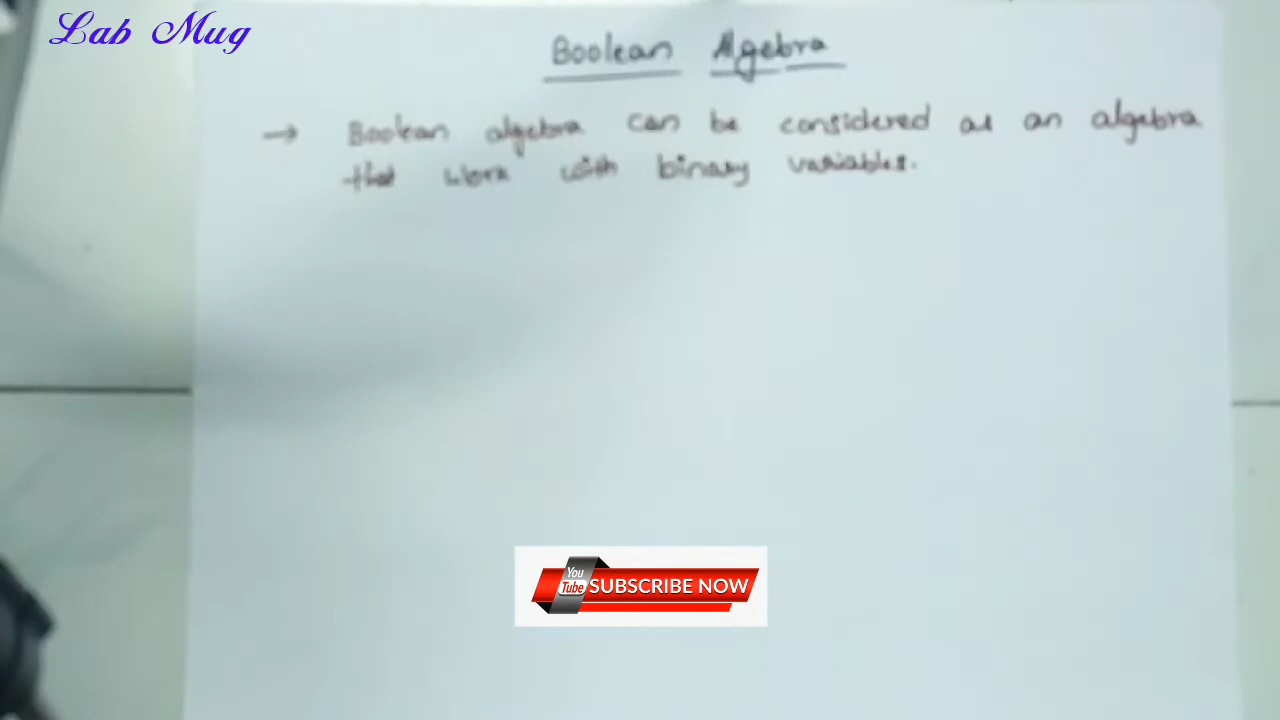 Lab Mug
Boolean Algebra
→ Boolean algebra can be considered as an algebra
that work with binary variables.
You
Tube
SUBSCRIBE NOW